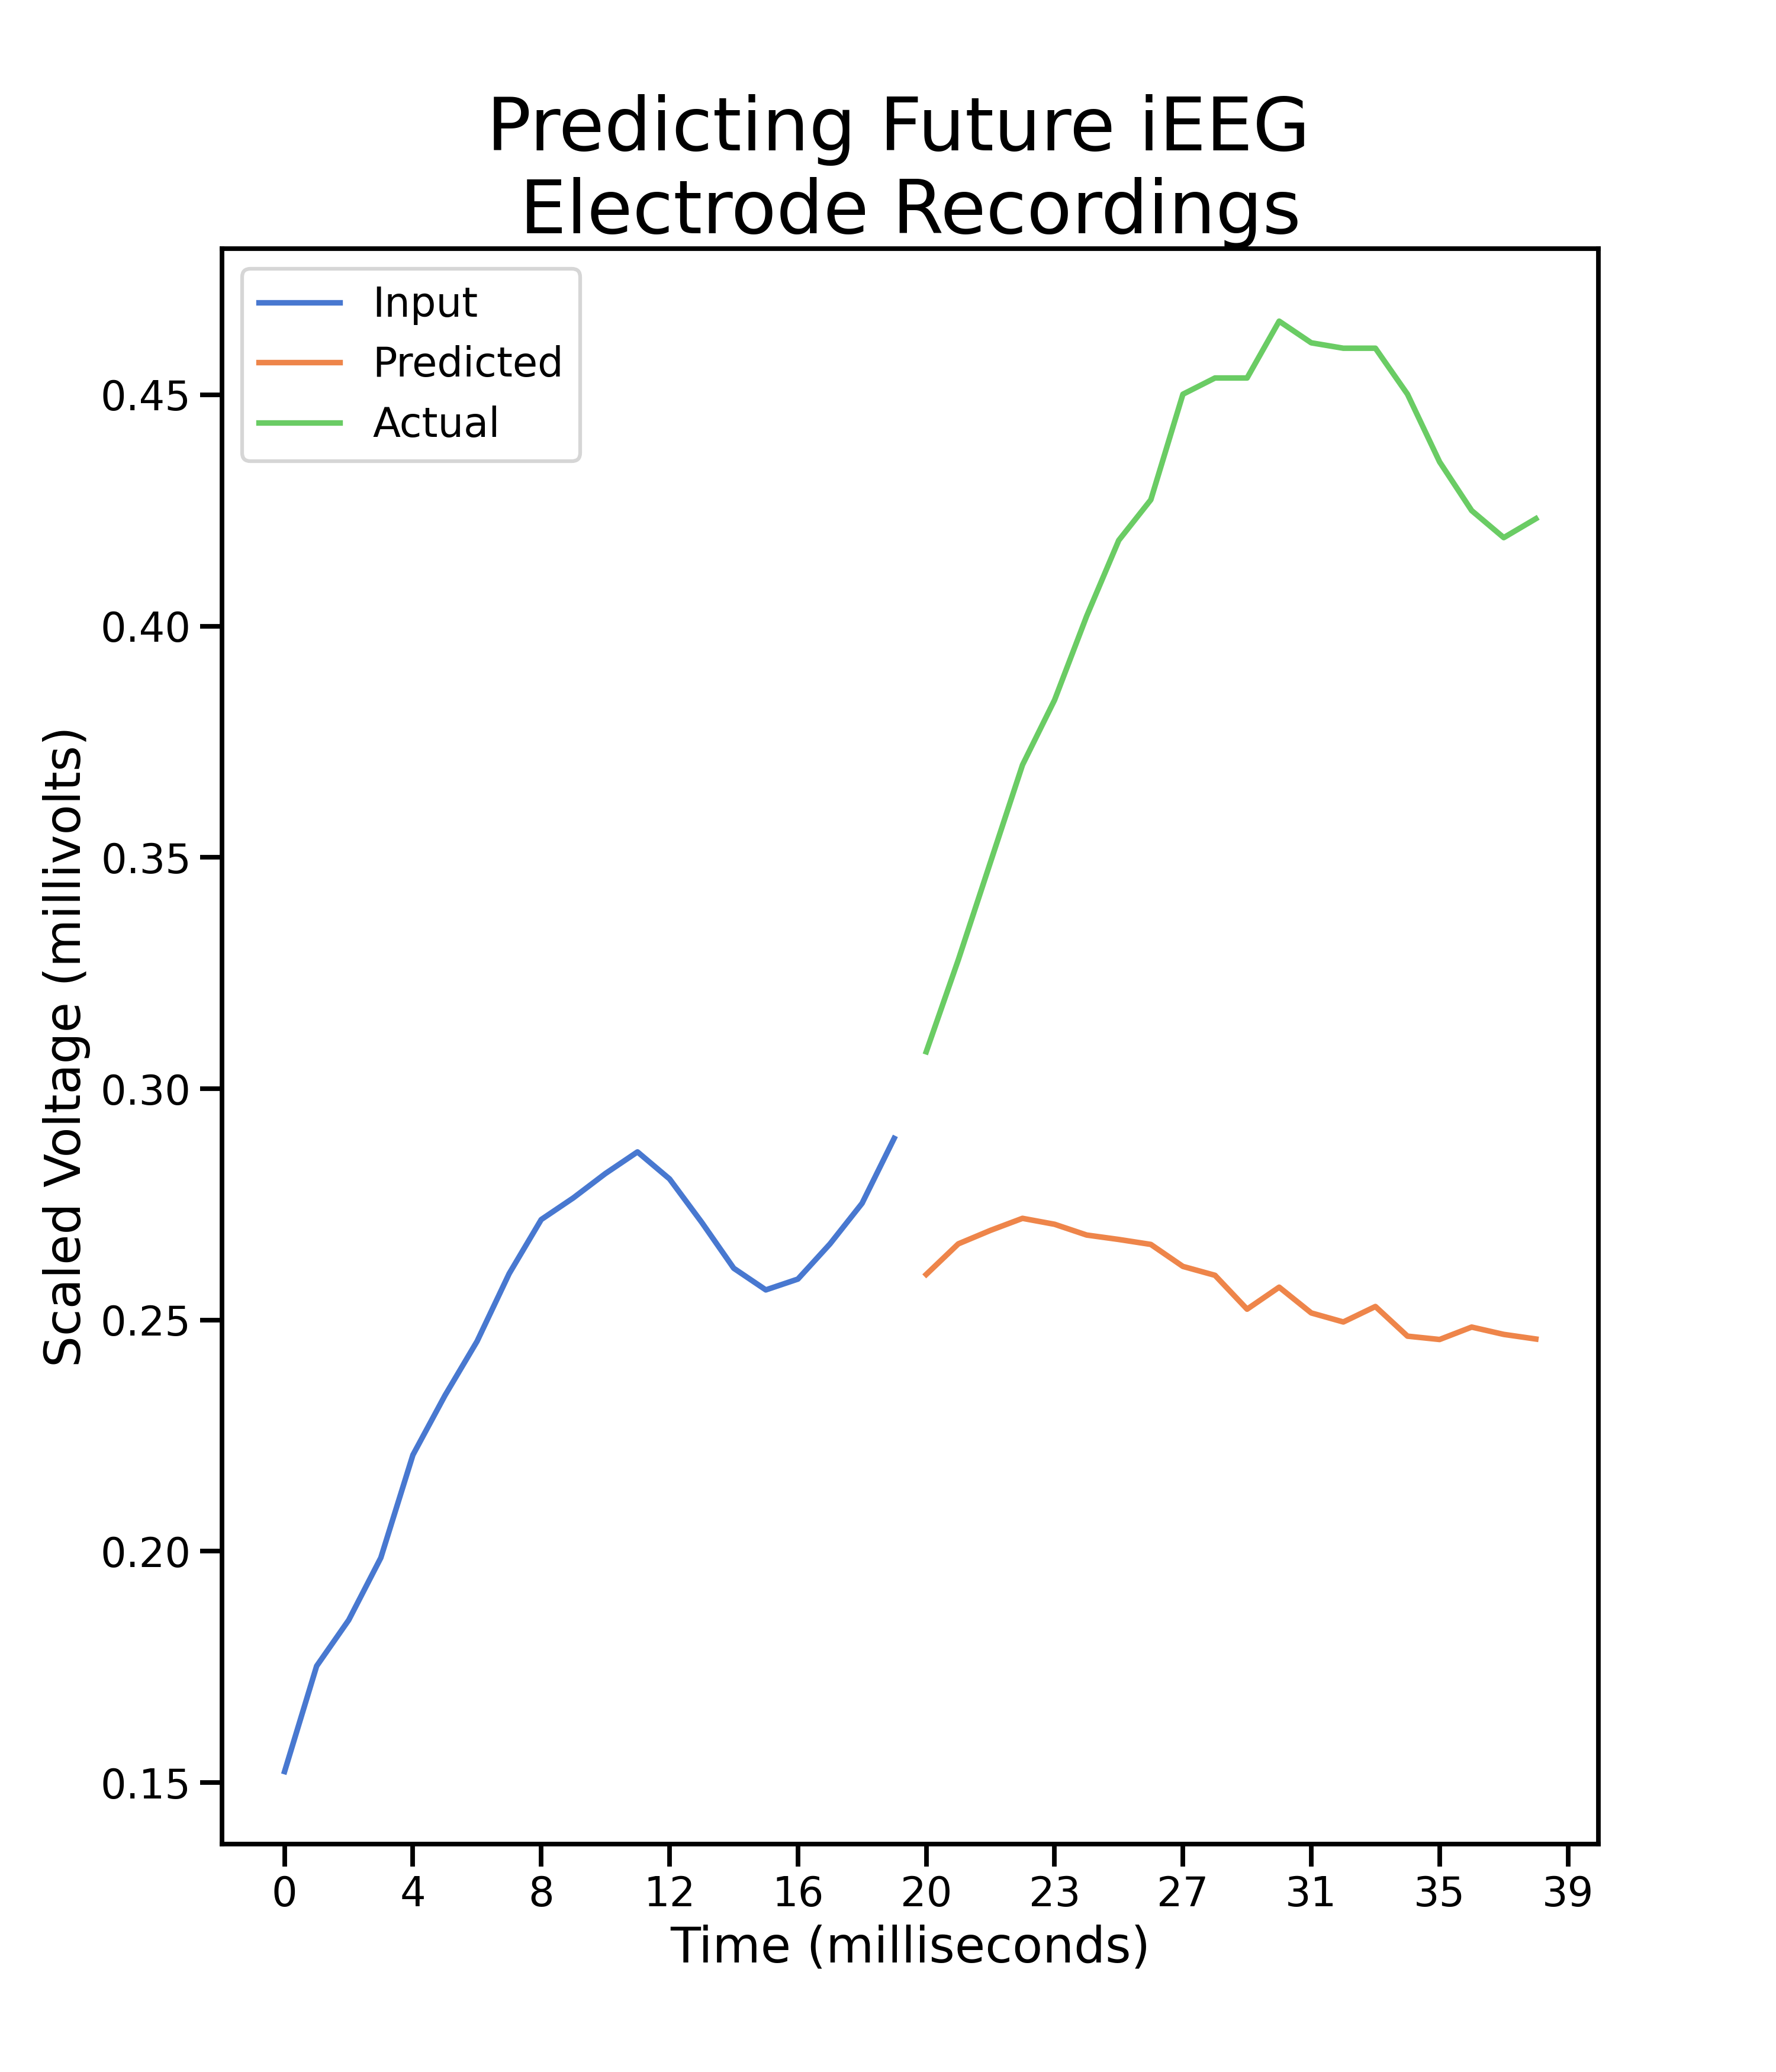 Predicting Future iEEG
Electrode Recordings
Input
Predicted
Actual
0.45
0.40
0.35
0.30
0.25
0.20
0.15
Scaled Voltage (millivolts)
0 4 8 12 16 20 23 27 31 35 39
Time (milliseconds)